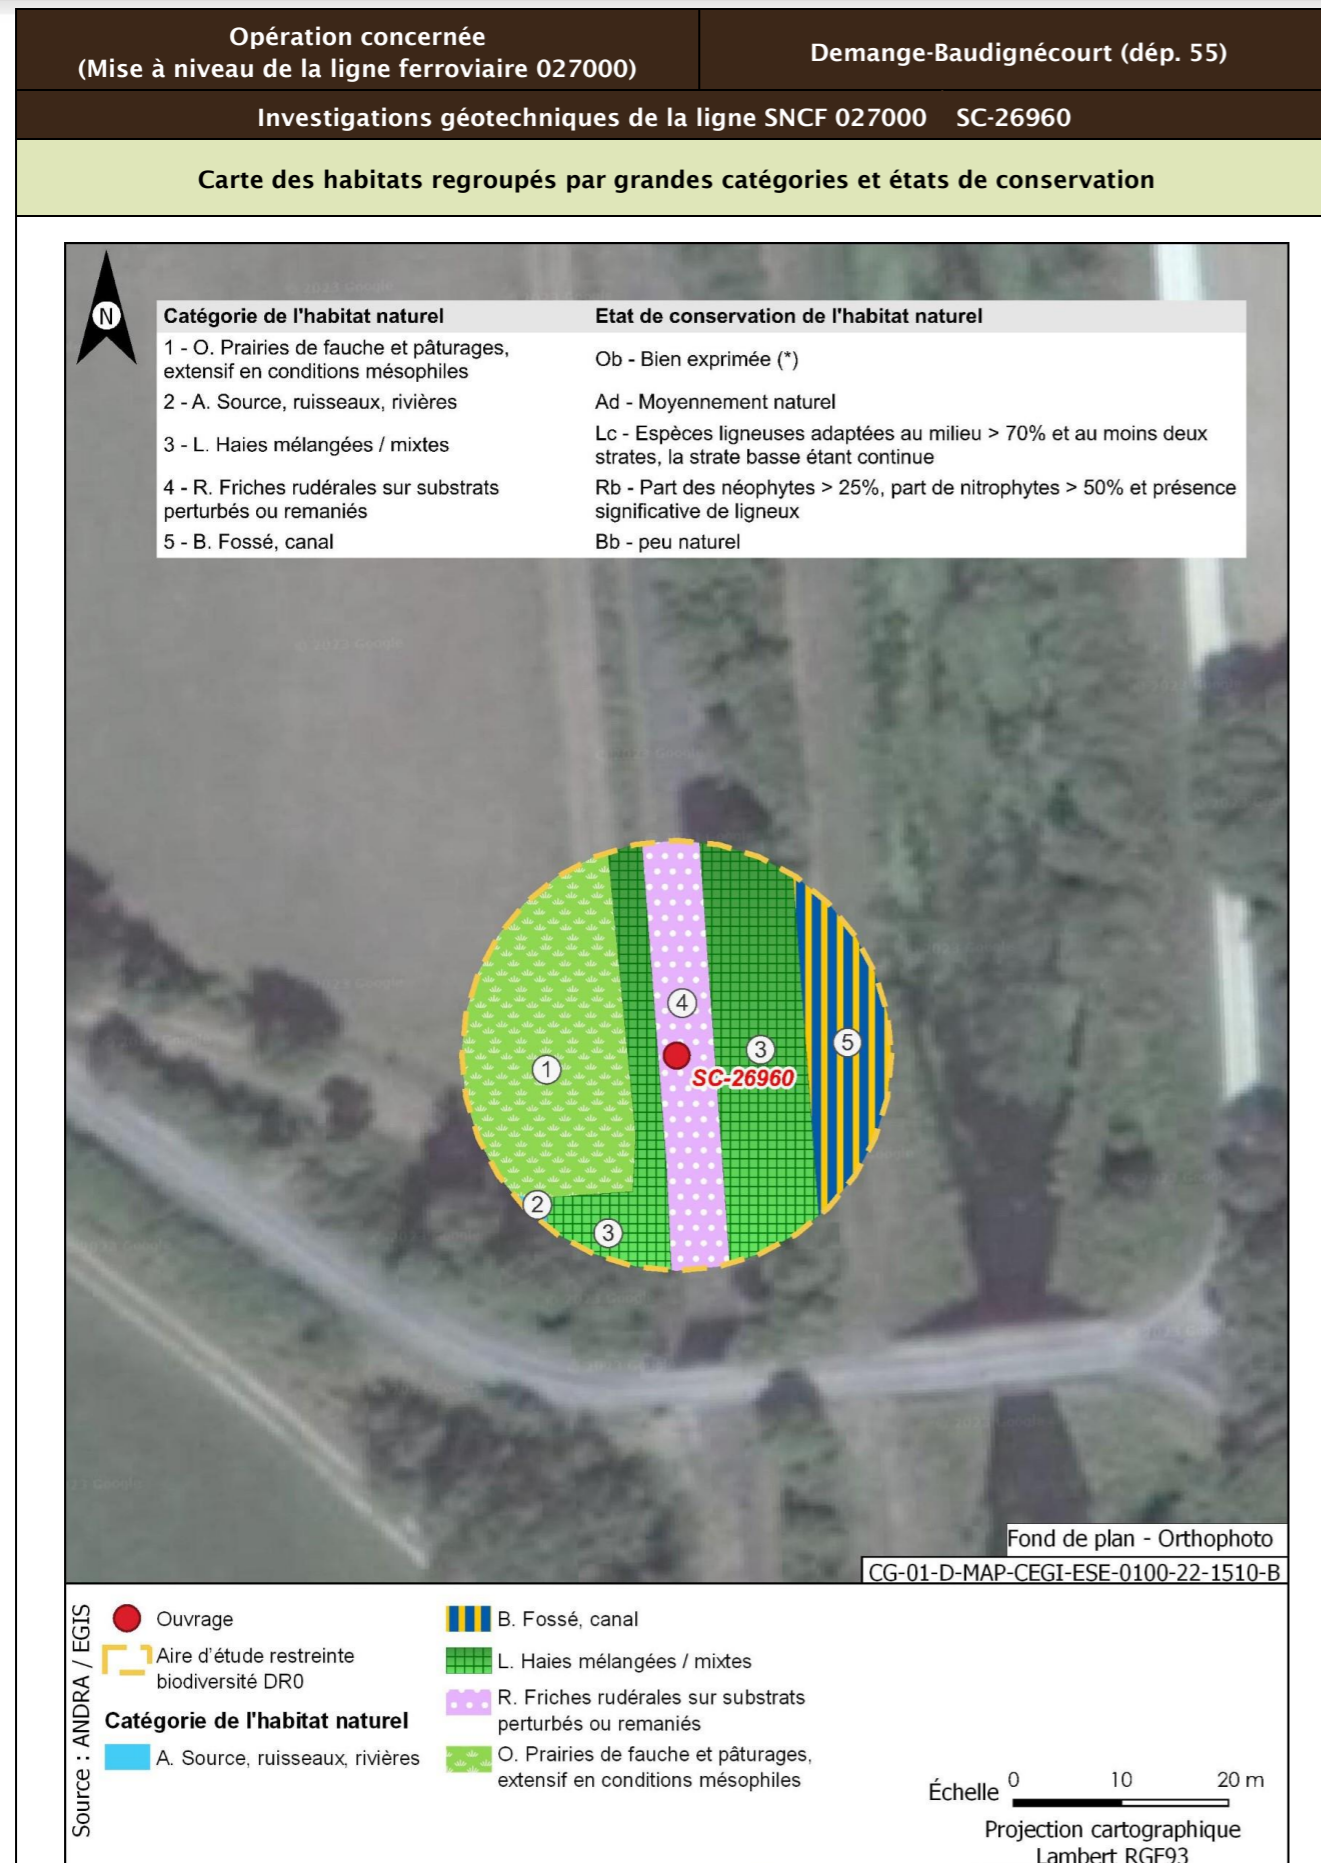 Opération concernée
(Mise à niveau de la ligne ferroviaire 027000)
Demange-Baudignécourt (dép. 55)
Investigations géotechniques de la ligne SNCF 027000 SC-26960
Carte des habitats regroupés par grandes catégories et états de conservation
N
Catégorie de l'habitat naturel
Etat de conservation de l'habitat naturel
1 - O. Prairies de fauche et pâturages,
extensif en conditions mésophiles
Ob - Bien exprimée (*)
2 - A. Source, ruisseaux, rivières
Ad - Moyennement naturel
3 - L. Haies mélangées / mixtes
Lc - Espèces ligneuses adaptées au milieu > 70% et au moins deux
strates, la strate basse étant continue
4 - R. Friches rudérales sur substrats
perturbés ou remaniés
Rb - Part des néophytes > 25%, part de nitrophytes > 50% et présence
significative de ligneux
5 - B. Fossé, canal
Bb - peu naturel
© 2023 Google
4
5
3
1
SC-26960
2
3
Fond de plan - Orthophoto
CG-01-D-MAP-CEGI-ESE-0100-22-1510-B
Source : ANDRA / EGIS
Ouvrage
Aire d'étude restreinte
biodiversité DR0
Catégorie de l'habitat naturel
A. Source, ruisseaux, rivières
B. Fossé, canal
L. Haies mélangées / mixtes
R. Friches rudérales sur substrats
perturbés ou remaniés
O. Prairies de fauche et pâturages,
extensif en conditions mésophiles
Échelle 0 10 20 m
Projection cartographique
Lambert RGF93